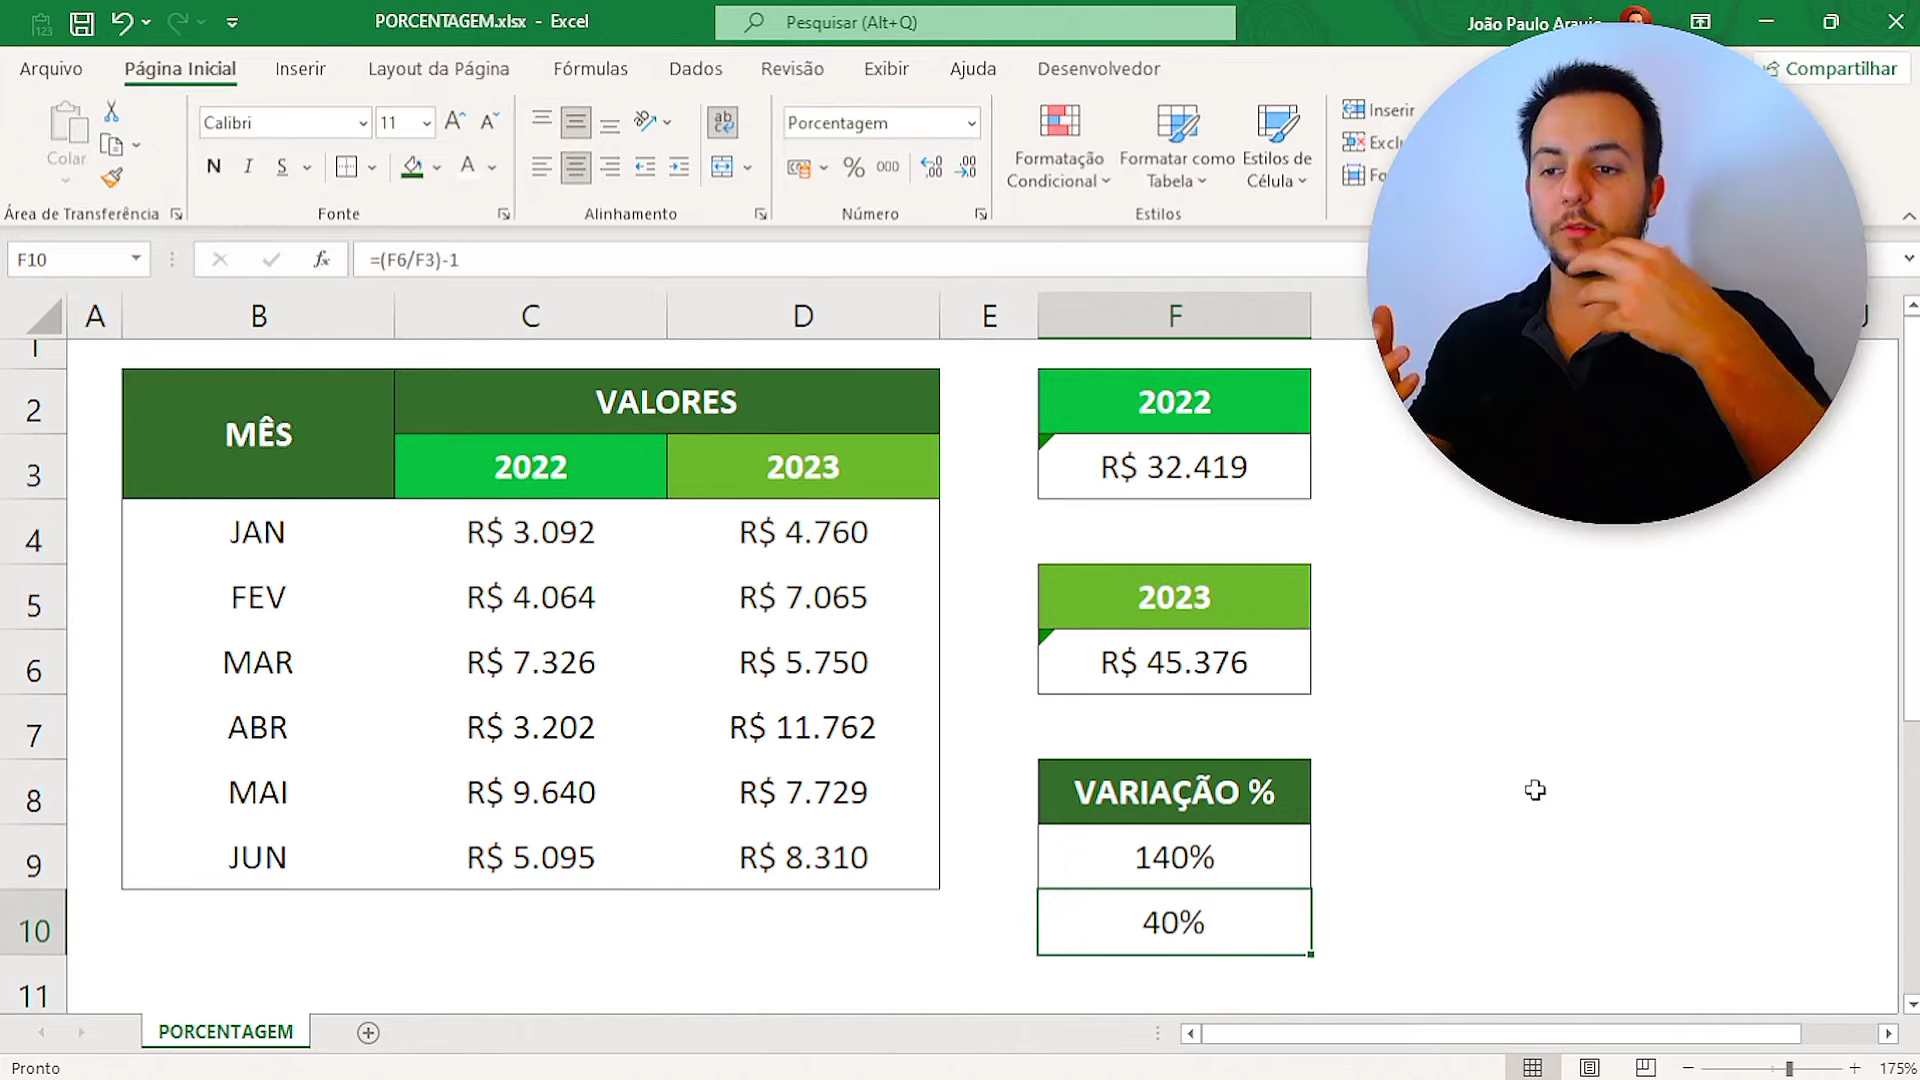 PORCENTAGEM.xlsx - Excel
Pesquisar (Alt+Q)
João Paulo Araujo
Arquivo
Página Inicial
Inserir
Layout da Página
Fórmulas
Dados
Revisão
Exibir
Ajuda
Desenvolvedor
Compartilhar
Colar
Calibri
11
N I S
Porcentagem
% 000
Formatação Condicional
Formatar como Tabela
Estilos de Célula
Inserir
Área de Transferência
Fonte
Alinhamento
Número
Estilos
F10
fx
=(F6/F3)-1
A B C D E F
1
2
3
4
5
6
7
8
9
10
11
MÊS
VALORES
2022 2023
JAN R$ 3.092 R$ 4.760
FEV R$ 4.064 R$ 7.065
MAR R$ 7.326 R$ 5.750
ABR R$ 3.202 R$ 11.762
MAI R$ 9.640 R$ 7.729
JUN R$ 5.095 R$ 8.310
2022
R$ 32.419
2023
R$ 45.376
VARIAÇÃO %
140%
40%
PORCENTAGEM
Pronto
175%